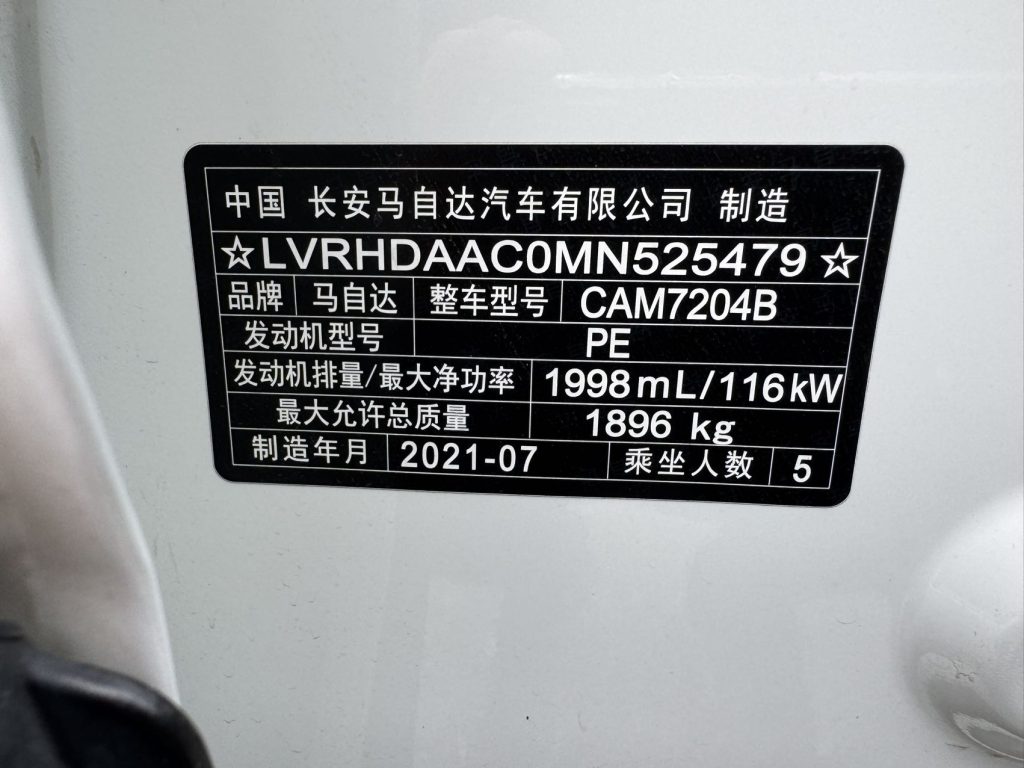 中国 长安马自达汽车有限公司 制造
☆LVRHDAAC0MN525479☆
品牌 马自达 整车型号 CAM7204B
发动机型号 PE
发动机排量/最大净功率 1998mL/116kW
最大允许总质量 1896 kg
制造年月 2021-07 乘坐人数 5